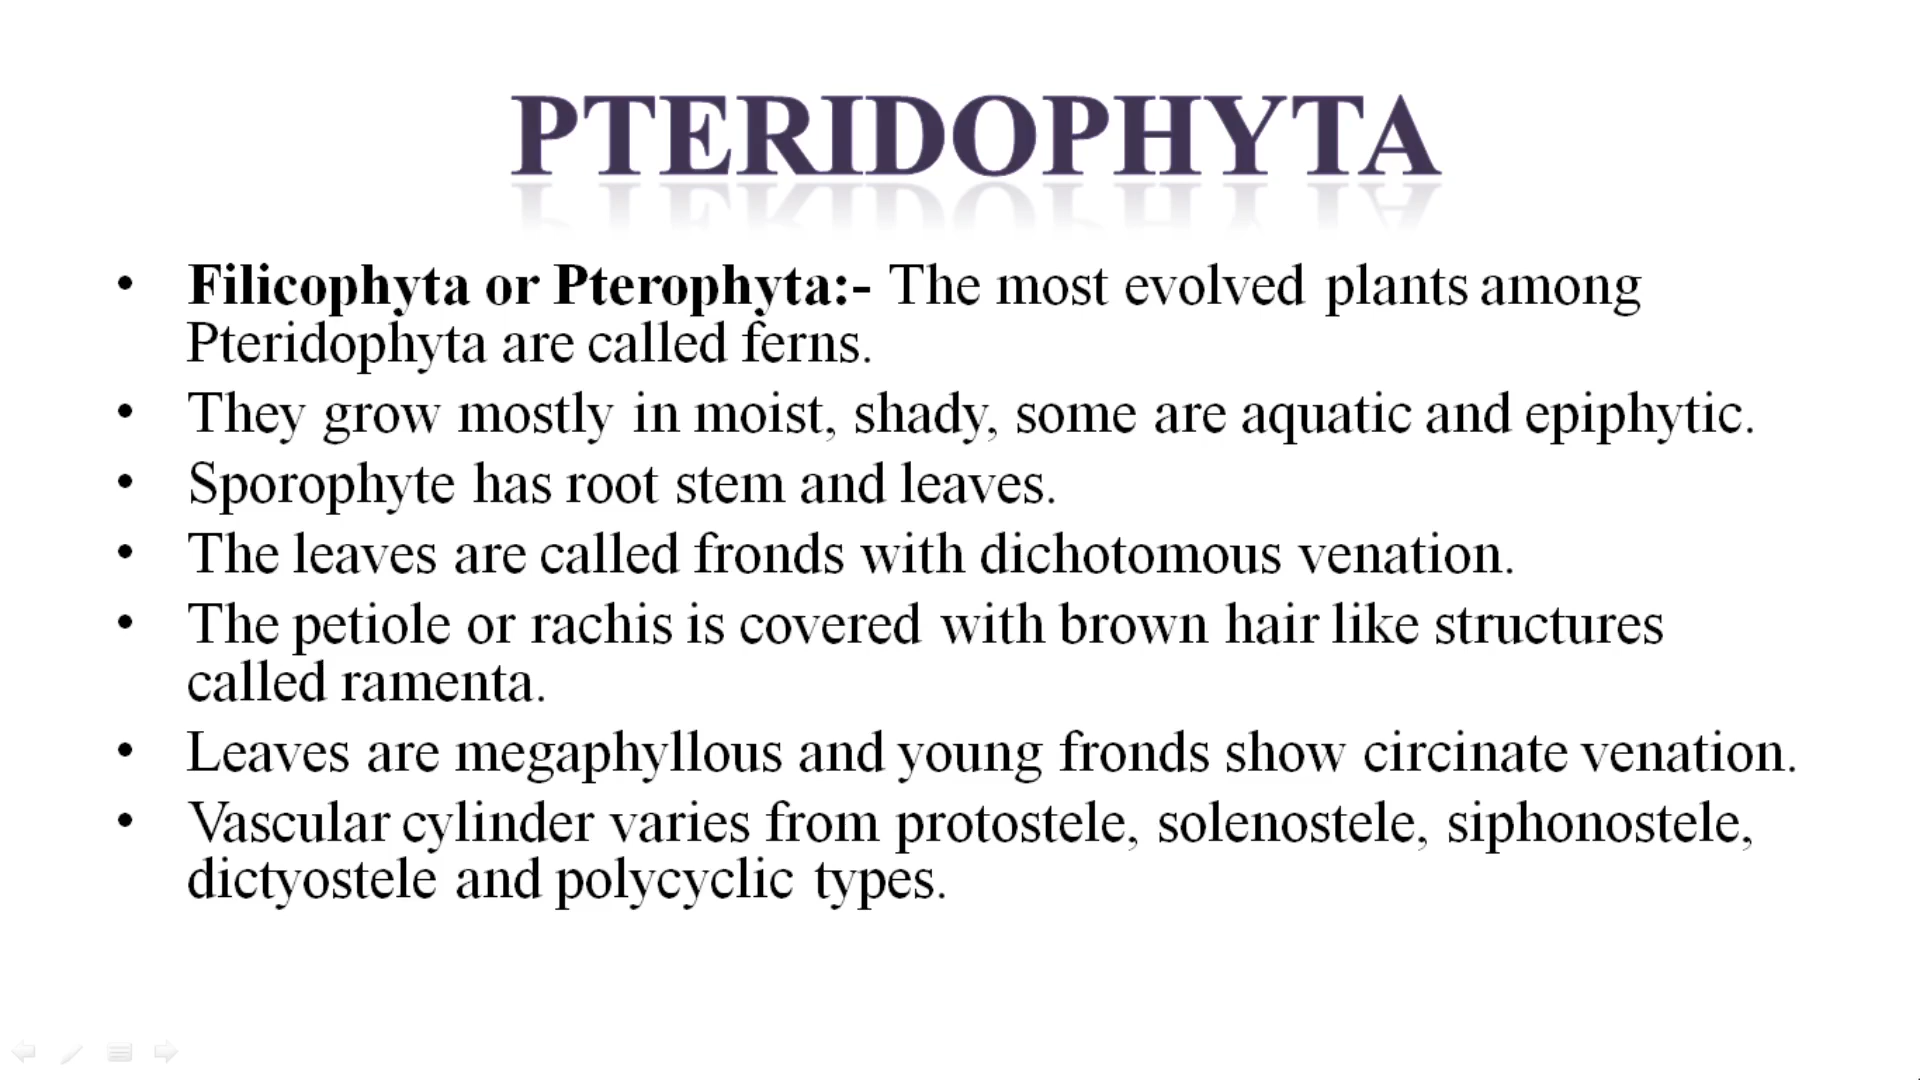 PTERIDOPHYTA
• Filicophyta or Pterophyta:- The most evolved plants among
Pteridophyta are called ferns.
• They grow mostly in moist, shady, some are aquatic and epiphytic.
• Sporophyte has root stem and leaves.
• The leaves are called fronds with dichotomous venation.
• The petiole or rachis is covered with brown hair like structures
called ramenta.
• Leaves are megaphyllous and young fronds show circinate venation.
• Vascular cylinder varies from protostele, solenostele, siphonostele,
dictyostele and polycyclic types.